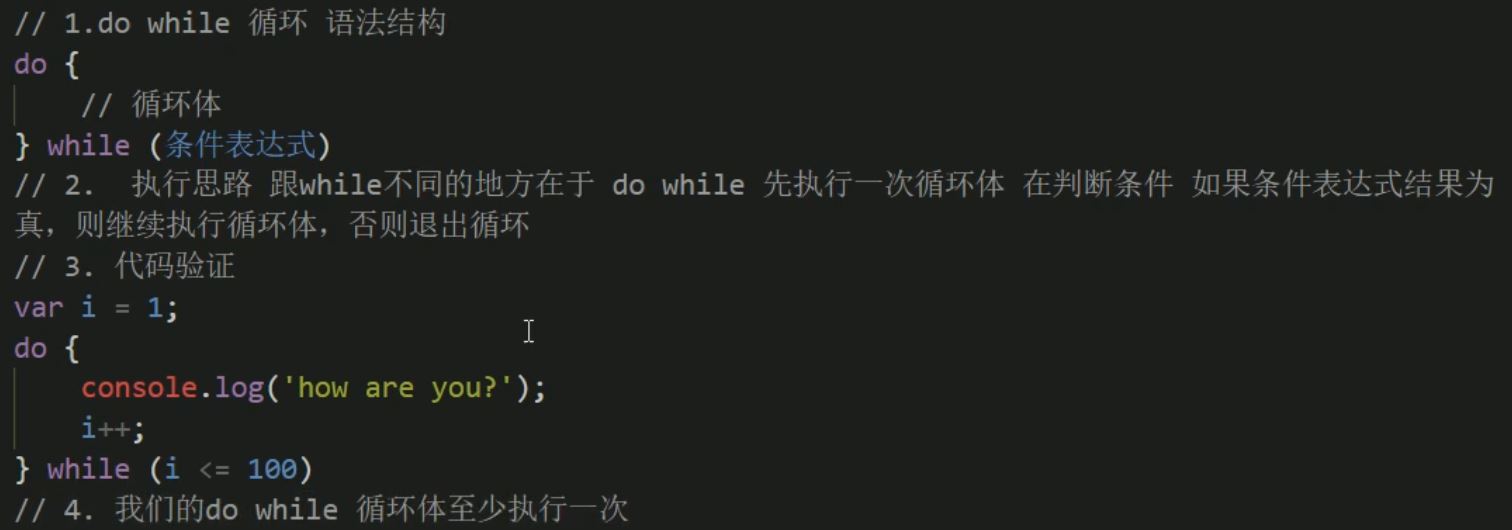 // 1.do while 循环 语法结构
do {
// 循环体
} while (条件表达式)
// 2.  执行思路 跟while不同的地方在于 do while 先执行一次循环体 在判断条件 如果条件表达式结果为
真，则继续执行循环体，否则退出循环
// 3. 代码验证
var i = 1;
do {
console.log('how are you?');
i++;
} while (i <= 100)
// 4. 我们的do while 循环体至少执行一次